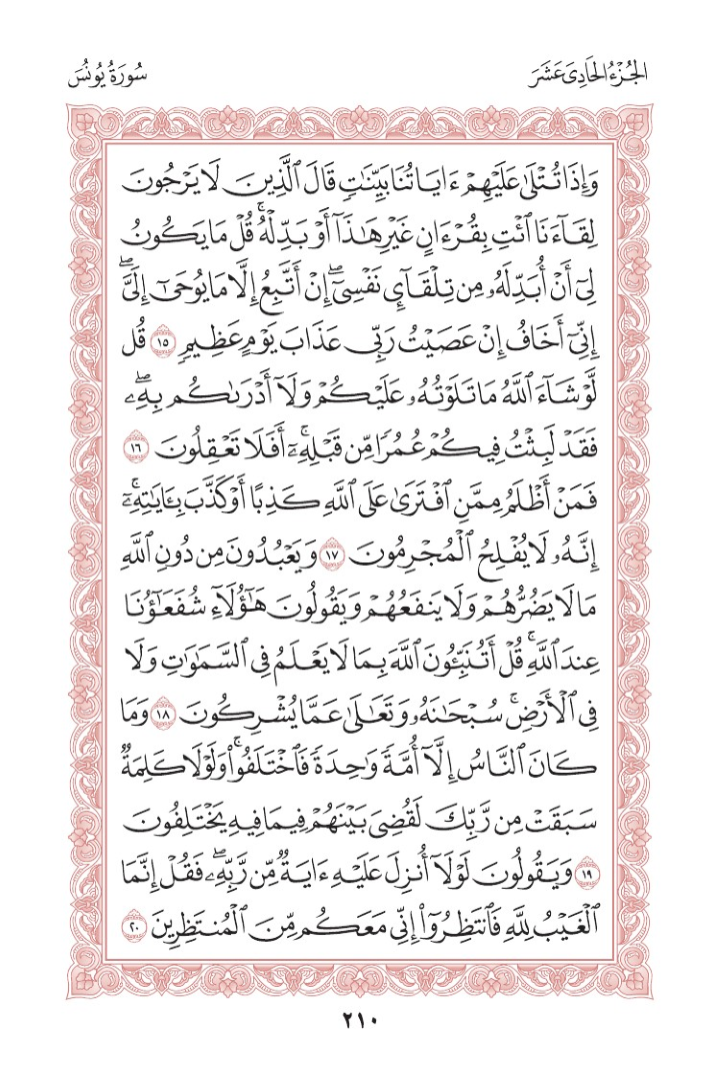 الجُزْءُ الحَادِي عَشَرَ
سُورَةُ يُونُسَ
وَإِذَا تُتْلَىٰ عَلَيْهِمْ ءَايَاتُنَا بَيِّنَٰتٍ قَالَ ٱلَّذِينَ لَا يَرْجُونَ
لِقَآءَنَا ٱئْتِ بِقُرْءَانٍ غَيْرِ هَٰذَآ أَوْ بَدِّلْهُ ۚ قُلْ مَا يَكُونُ
لِيٓ أَنْ أُبَدِّلَهُۥ مِن تِلْقَآيِٕ نَفْسِيٓ ۖ إِنْ أَتَّبِعُ إِلَّا مَا يُوحَىٰٓ إِلَيَّ ۖ
إِنِّيٓ أَخَافُ إِنْ عَصَيْتُ رَبِّي عَذَابَ يَوْمٍ عَظِيمٍ ١٥ قُل
لَّوْ شَآءَ ٱللَّهُ مَا تَلَوْتُهُۥ عَلَيْكُمْ وَلَآ أَدْرَىٰكُم بِهِۦ ۖ
فَقَدْ لَبِثْتُ فِيكُمْ عُمُرًا مِّن قَبْلِهِۦٓ ۚ أَفَلَا تَعْقِلُونَ ١٦
فَمَنْ أَظْلَمُ مِمَّنِ ٱفْتَرَىٰ عَلَى ٱللَّهِ كَذِبًا أَوْ كَذَّبَ بِـَٔايَٰتِهِۦٓ ۚ
إِنَّهُۥ لَا يُفْلِحُ ٱلْمُجْرِمُونَ ١٧ وَيَعْبُدُونَ مِن دُونِ ٱللَّهِ
مَا لَا يَضُرُّهُمْ وَلَا يَنفَعُهُمْ وَيَقُولُونَ هَٰٓؤُلَآءِ شُفَعَٰٓؤُنَا
عِندَ ٱللَّهِ ۚ قُلْ أَتُنَبِّـُٔونَ ٱللَّهَ بِمَا لَا يَعْلَمُ فِي ٱلسَّمَٰوَٰتِ وَلَا
فِي ٱلْأَرْضِ ۚ سُبْحَٰنَهُۥ وَتَعَٰلَىٰ عَمَّا يُشْرِكُونَ ١٨ وَمَا
كَانَ ٱلنَّاسُ إِلَّآ أُمَّةً وَٰحِدَةً فَٱخْتَلَفُوا۟ ۚ وَلَوْلَا كَلِمَةٌ
سَبَقَتْ مِن رَّبِّكَ لَقُضِيَ بَيْنَهُمْ فِيمَا فِيهِ يَخْتَلِفُونَ
١٩ وَيَقُولُونَ لَوْلَآ أُنزِلَ عَلَيْهِ ءَايَةٌ مِّن رَّبِّهِۦ ۖ فَقُلْ إِنَّمَا
ٱلْغَيْبُ لِلَّهِ فَٱنتَظِرُوٓا۟ إِنِّي مَعَكُم مِّنَ ٱلْمُنتَظِرِينَ ٢٠
٢١٠